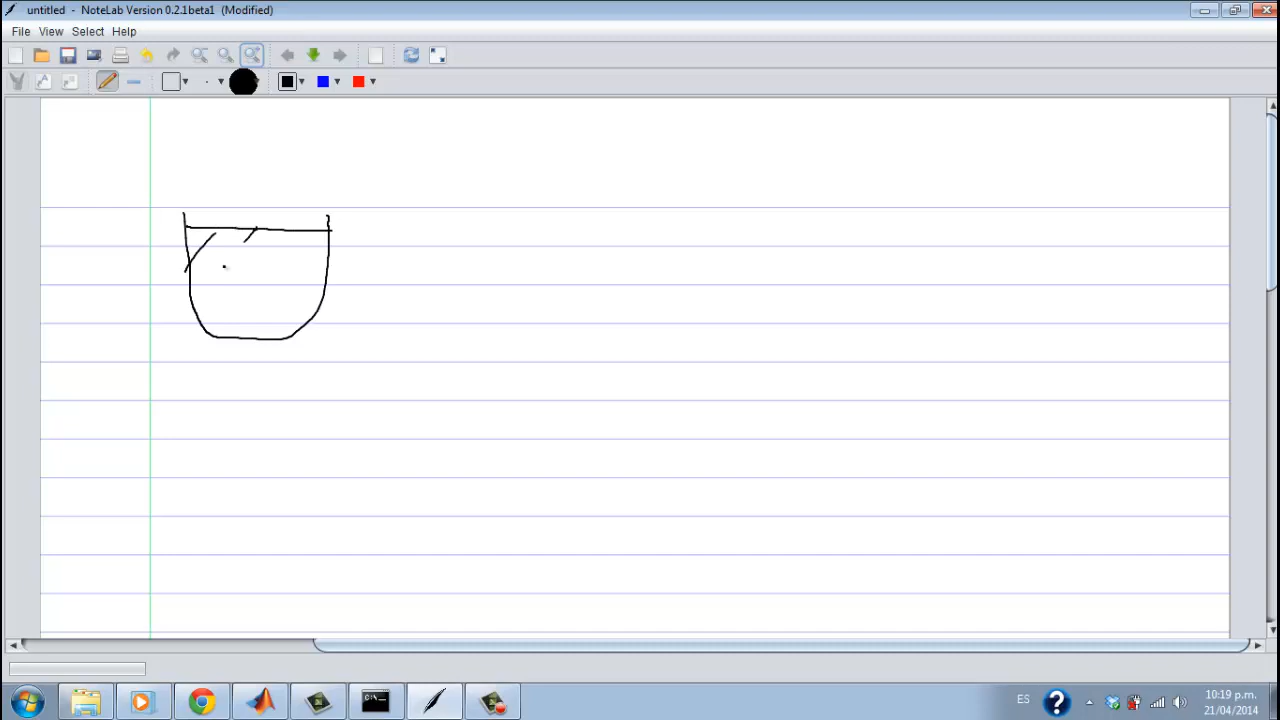 untitled - NoteLab Version 0.2.1beta1 (Modified)
File View Select Help
C:\.
ES ? 10:19 p.m.
21/04/2014